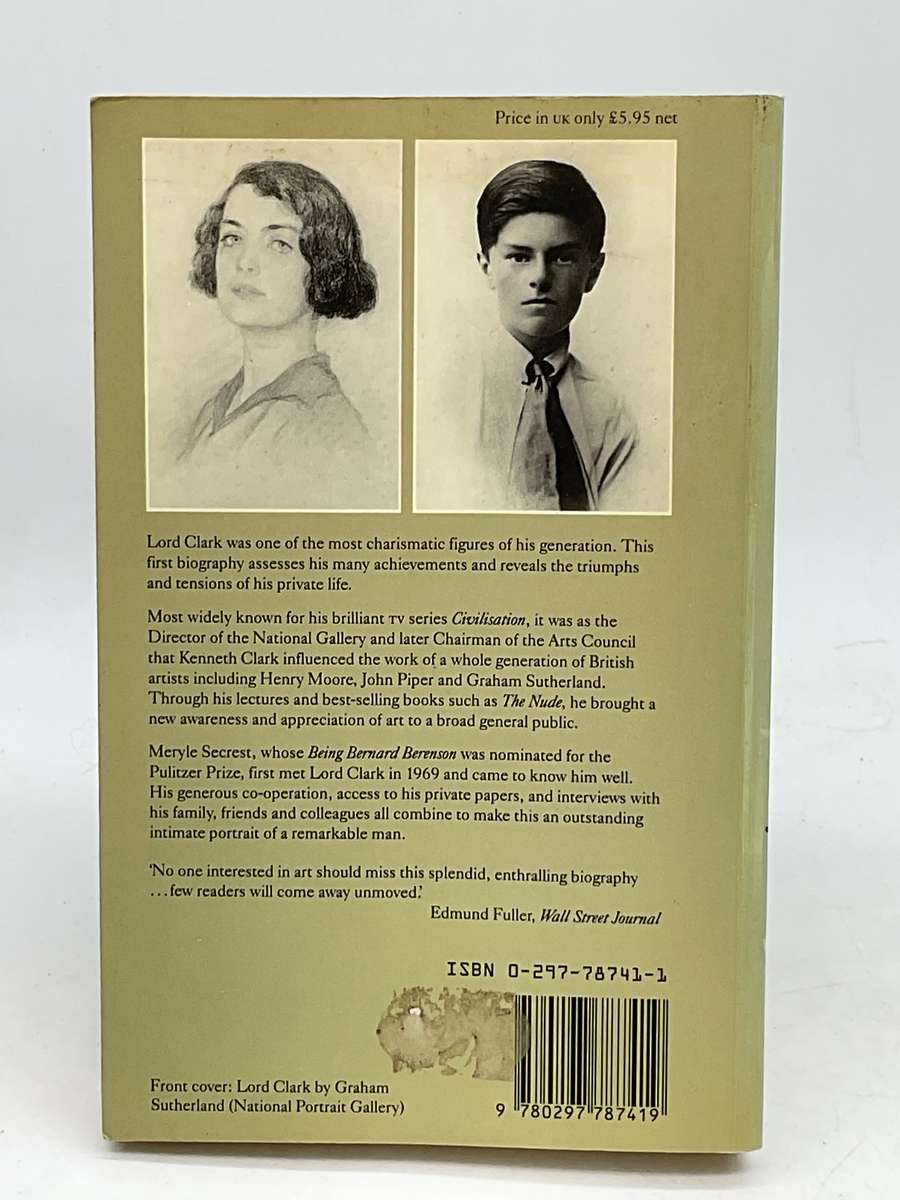 Price in UK only £5.95 net
Lord Clark was one of the most charismatic figures of his generation. This
first biography assesses his many achievements and reveals the triumphs
and tensions of his private life.
Most widely known for his brilliant TV series Civilisation, it was as the
Director of the National Gallery and later Chairman of the Arts Council
that Kenneth Clark influenced the work of a whole generation of British
artists including Henry Moore, John Piper and Graham Sutherland.
Through his lectures and best-selling books such as The Nude, he brought a
new awareness and appreciation of art to a broad general public.
Meryle Secrest, whose Being Bernard Berenson was nominated for the
Pulitzer Prize, first met Lord Clark in 1969 and came to know him well.
His generous co-operation, access to his private papers, and interviews with
his family, friends and colleagues all combine to make this an outstanding
intimate portrait of a remarkable man.
‘No one interested in art should miss this splendid, enthralling biography
...few readers will come away unmoved.’
Edmund Fuller, Wall Street Journal
ISBN 0-297-78741-1
Front cover: Lord Clark by Graham
Sutherland (National Portrait Gallery)
9 780297 787419